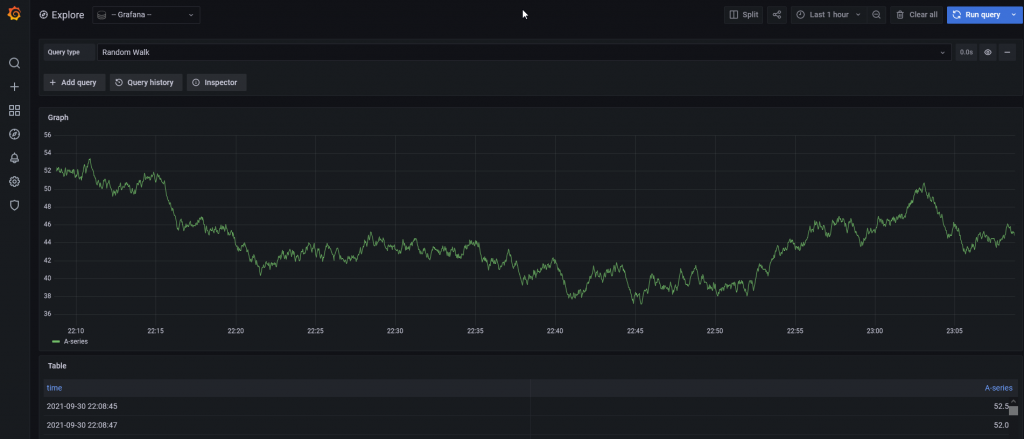 Explore
-- Grafana --
Split
Last 1 hour
Clear all
Run query
Query type
Random Walk
0.0s
Add query
Query history
Inspector
Graph
56
54
52
50
48
46
44
42
40
38
36
22:10 22:15 22:20 22:25 22:30 22:35 22:40 22:45 22:50 22:55 23:00 23:05
A-series
Table
time A-series
2021-09-30 22:08:45 52.5
2021-09-30 22:08:47 52.0